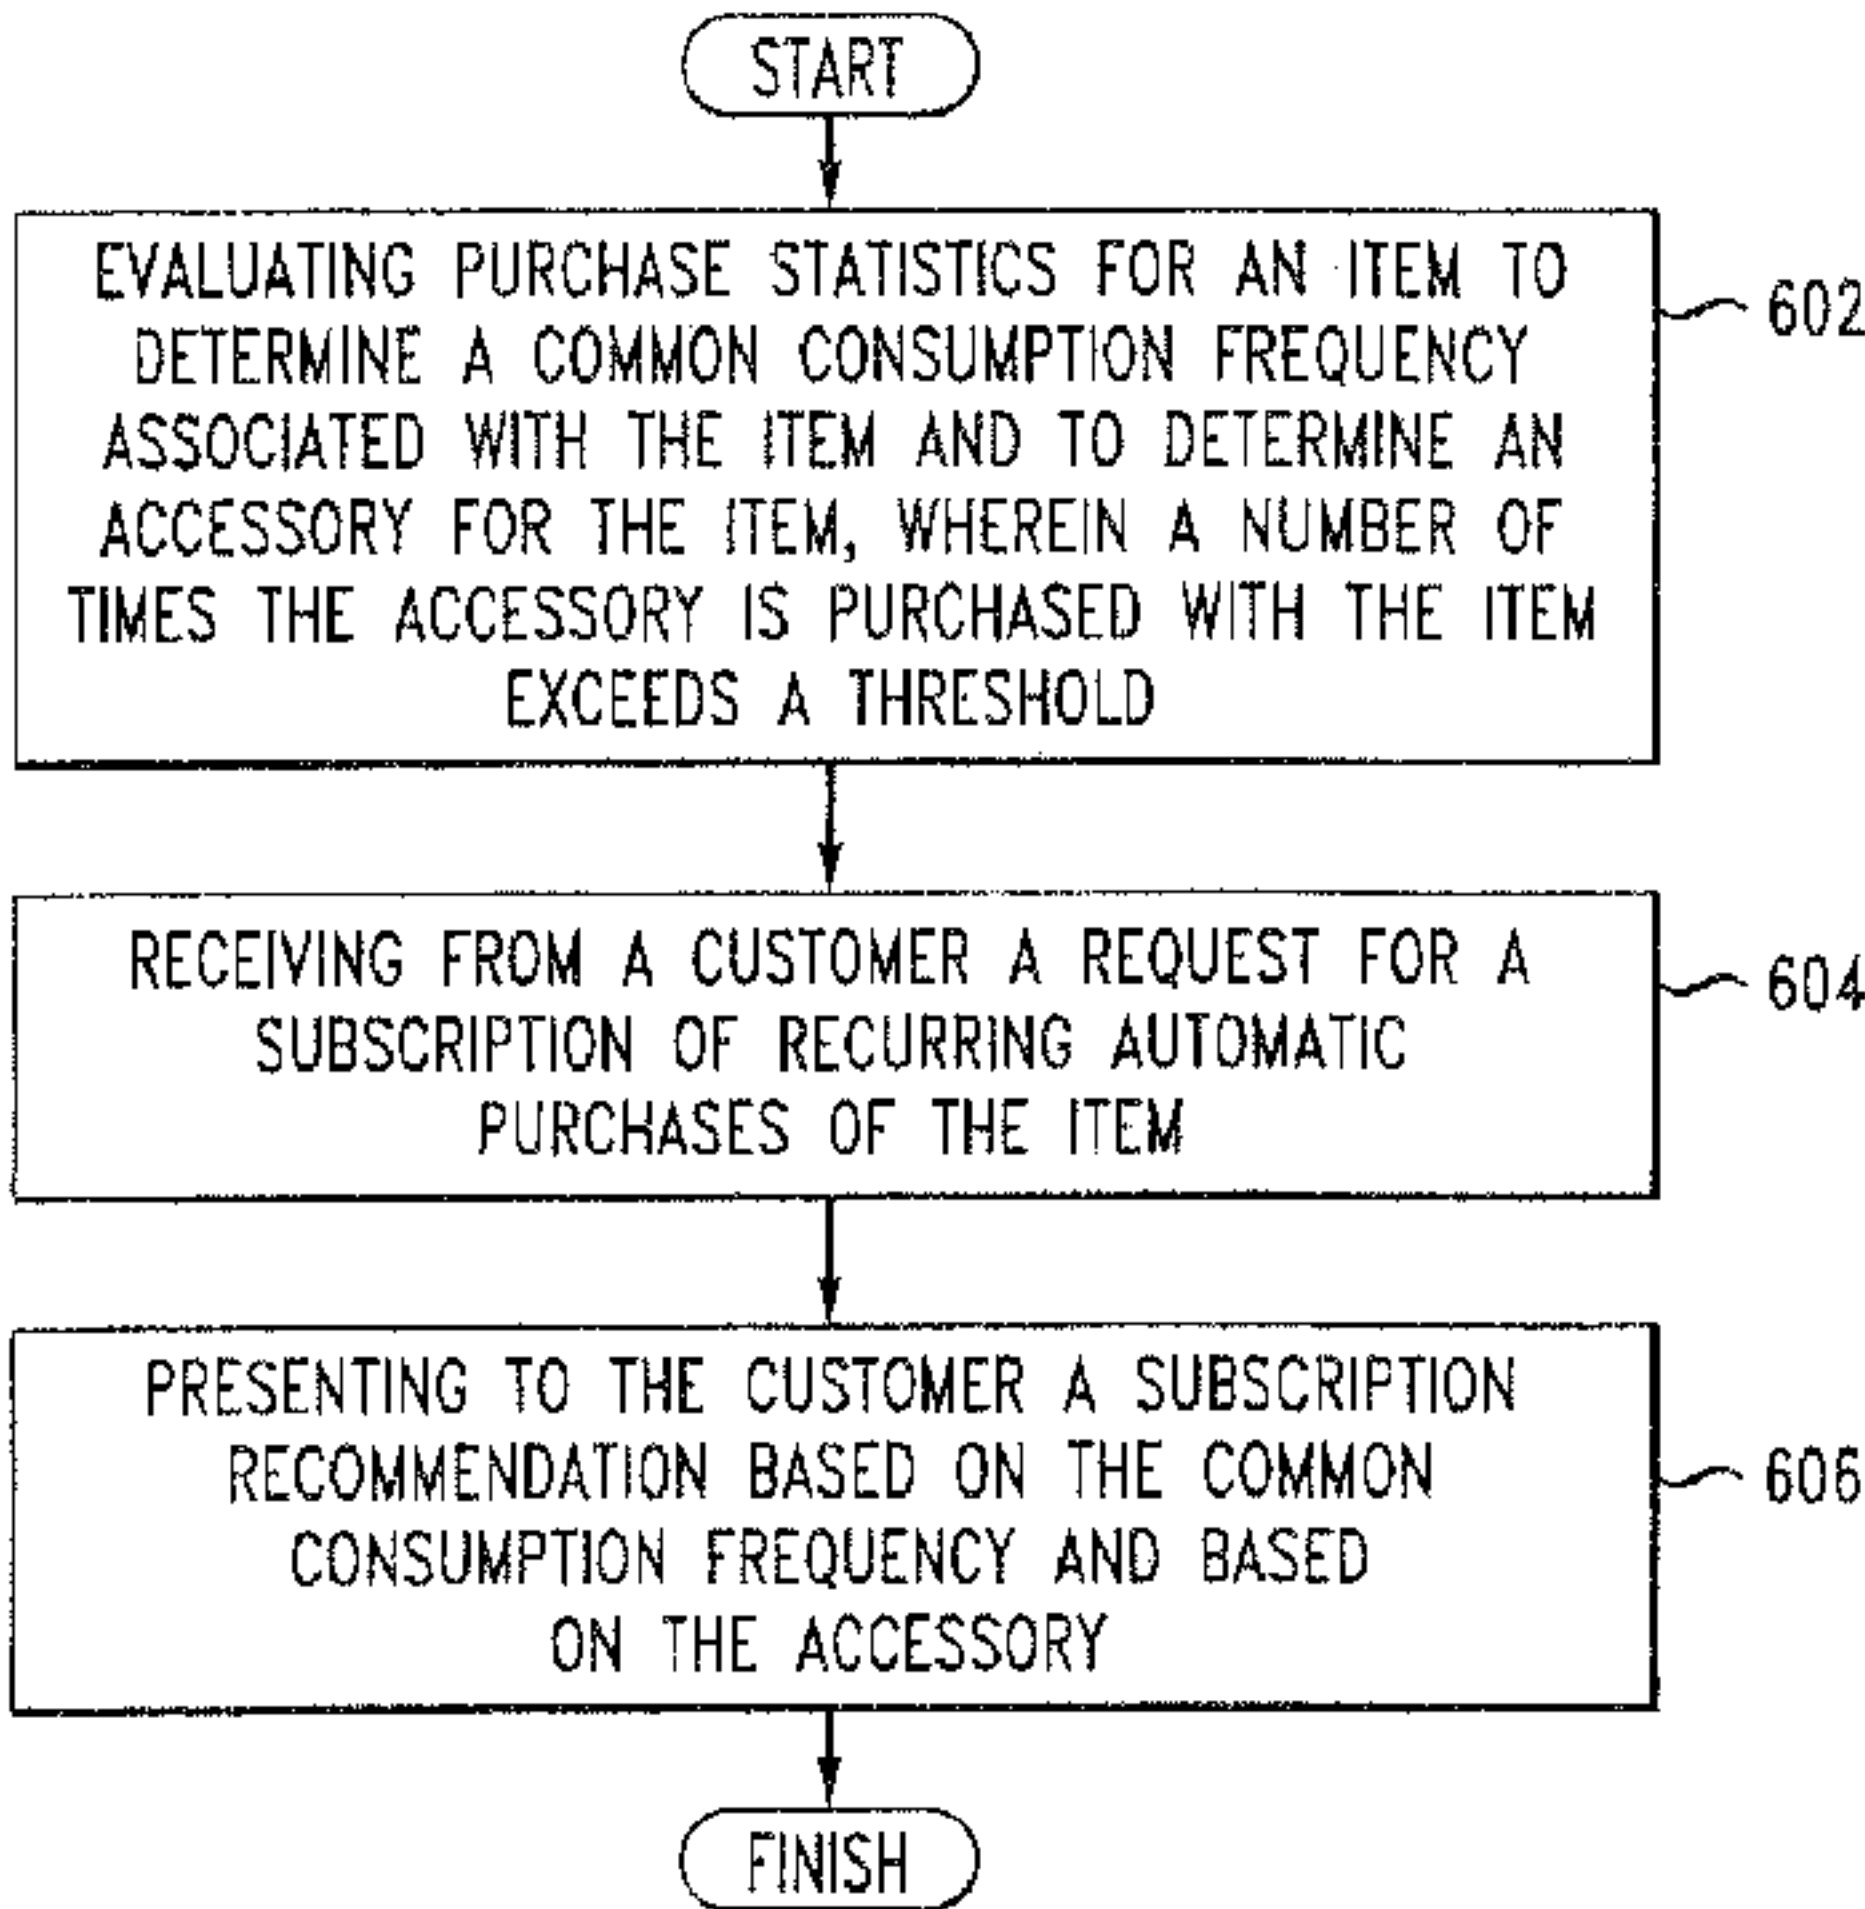 START
EVALUATING PURCHASE STATISTICS FOR AN ITEM TO
DETERMINE A COMMON CONSUMPTION FREQUENCY
ASSOCIATED WITH THE ITEM AND TO DETERMINE AN
ACCESSORY FOR THE ITEM, WHEREIN A NUMBER OF
TIMES THE ACCESSORY IS PURCHASED WITH THE ITEM
EXCEEDS A THRESHOLD
602
RECEIVING FROM A CUSTOMER A REQUEST FOR A
SUBSCRIPTION OF RECURRING AUTOMATIC
PURCHASES OF THE ITEM
604
PRESENTING TO THE CUSTOMER A SUBSCRIPTION
RECOMMENDATION BASED ON THE COMMON
CONSUMPTION FREQUENCY AND BASED
ON THE ACCESSORY
606
FINISH